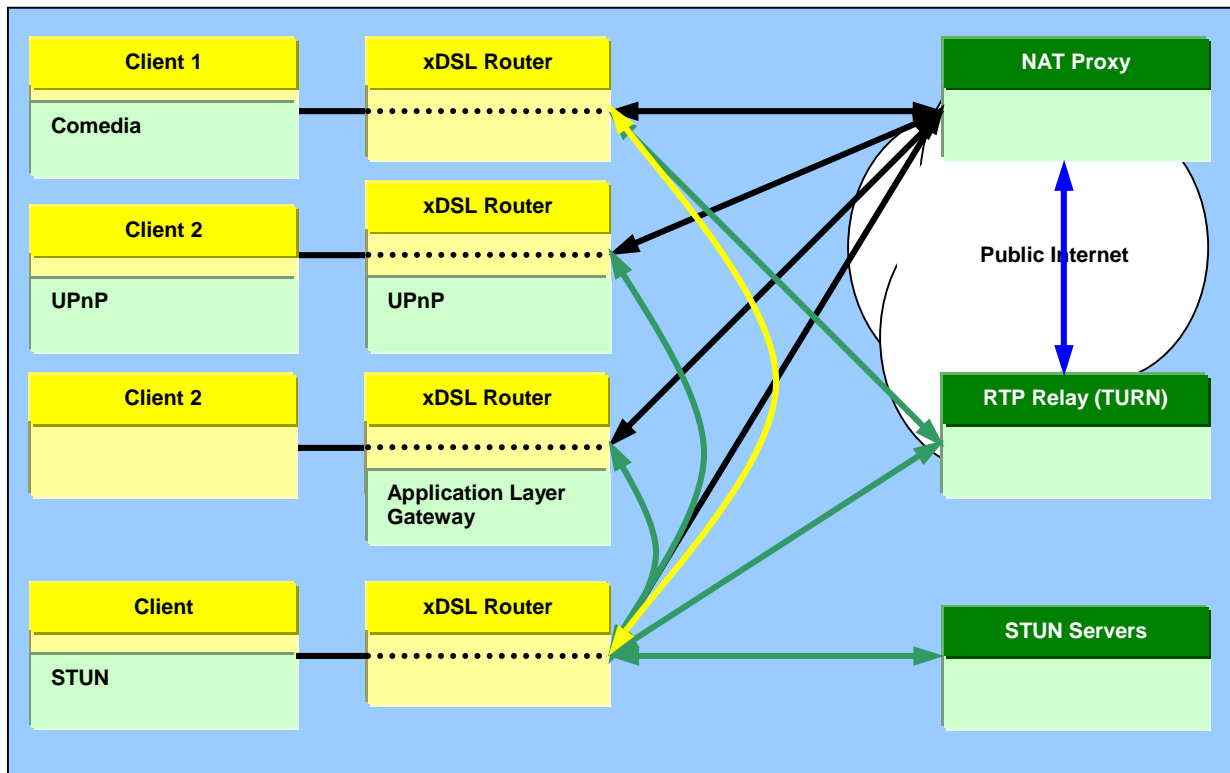 Client 1
xDSL Router
NAT Proxy
Comedia
Client 2
xDSL Router
UPnP
UPnP
Public Internet
Client 2
xDSL Router
RTP Relay (TURN)
Application Layer
Gateway
Client
xDSL Router
STUN Servers
STUN